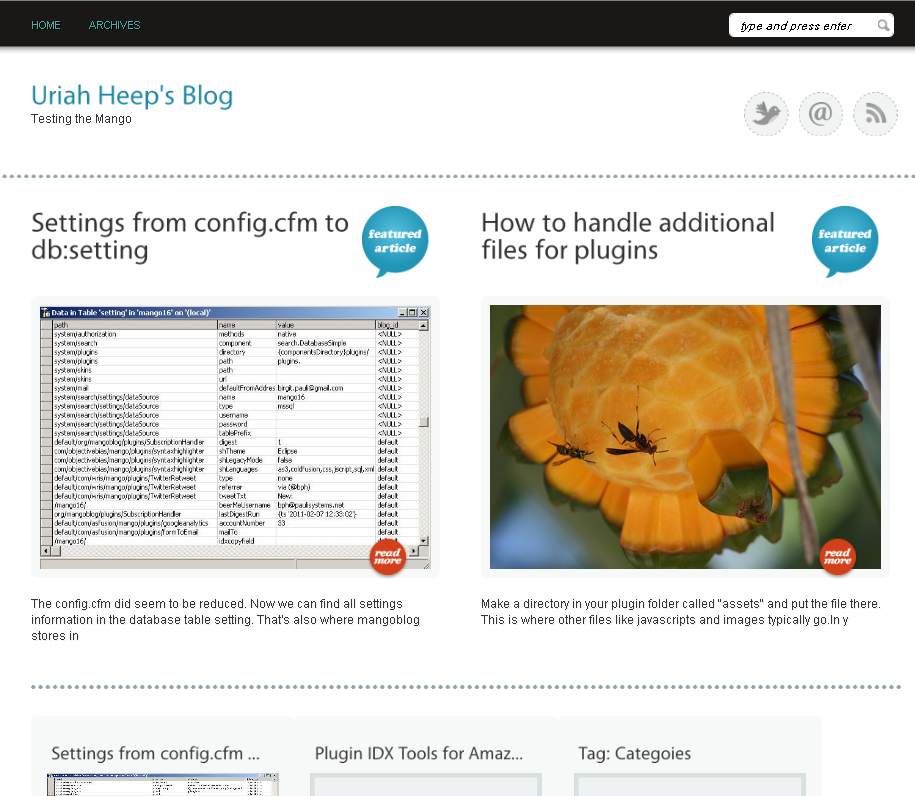 HOME ARCHIVES type and press enter
Uriah Heep's Blog
Testing the Mango
@
Settings from config.cfm to
db:setting
featured
article
How to handle additional
files for plugins
featured
article
Data in Table 'setting' in 'mango16' on '(local)'
path name value blog_id
system/authorization methods native <NULL>
system/search component search.DatabaseSimple <NULL>
system/plugins directory {componentsDirectory}plugins/ <NULL>
system/plugins path plugins. <NULL>
system/skins path <NULL>
system/skins url <NULL>
system/mail defaultFromAddres birgit.pauli@gmail.com <NULL>
system/search/settings/dataSource name mango16 <NULL>
system/search/settings/dataSource type mssql <NULL>
system/search/settings/dataSource username <NULL>
system/search/settings/dataSource password <NULL>
system/search/settings/dataSource tablePrefix <NULL>
default/org/mangoblog/plugins/SubscriptionHandler digest 1 default
com/objectivebias/mango/plugins/syntaxhighlighter shTheme Eclipse default
com/objectivebias/mango/plugins/syntaxhighlighter shLegacyMode false default
com/objectivebias/mango/plugins/syntaxhighlighter shLanguages as3,coldfusion,css,jscript,sql,xml default
default/com/wris/mango/plugins/TwitterRetweet type none default
default/com/wris/mango/plugins/TwitterRetweet referrer via (@bph) default
default/com/wris/mango/plugins/TwitterRetweet tweetTxt New: default
/mango16/ beerMeUsername bph@paulisystems.net default
org/mangoblog/plugins/SubscriptionHandler lastDigestRun {ts '2011-02-07 12:33:02'} default
default/com/asfusion/mango/plugins/googleanalytics accountNumber 33 default
default/com/asfusion/mango/plugins/formToEmail mailTo default
/mango16/ idxcopyfield default
read
more
read
more
The config.cfm did seem to be reduced. Now we can find all settings
information in the database table setting. That's also where mangoblog
stores in
Make a directory in your plugin folder called "assets" and put the file there.
This is where other files like javascripts and images typically go.In y
Settings from config.cfm ...
Plugin IDX Tools for Amaz...
Tag: Categoies